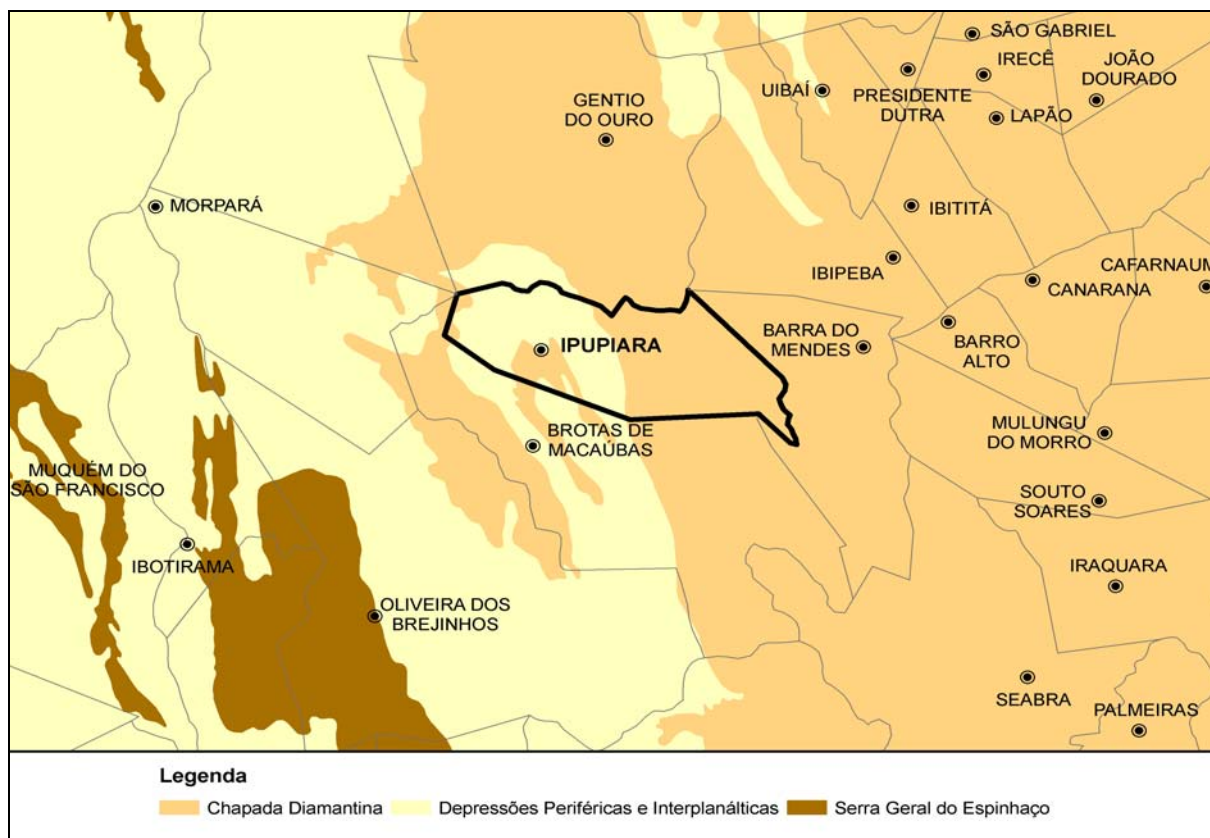 SÃO GABRIEL
IRECÊ
JOÃO
DOURADO
GENTIO
DO OURO
UIBAÍ
PRESIDENTE
DUTRA
LAPÃO
MORPARÁ
IBITITÁ
IBIPEBA
CAFARNAUM
CANARANA
IPUPIARA
BARRA DO
MENDES
BARRO
ALTO
BROTAS DE
MACAÚBAS
MULUNGU
DO MORRO
MUQUÉM DO
SÃO FRANCISCO
SOUTO
SOARES
IBOTIRAMA
IRAQUARA
OLIVEIRA DOS
BREJINHOS
SEABRA
PALMEIRAS
Legenda
Chapada Diamantina
Depressões Periféricas e Interplanálticas
Serra Geral do Espinhaço